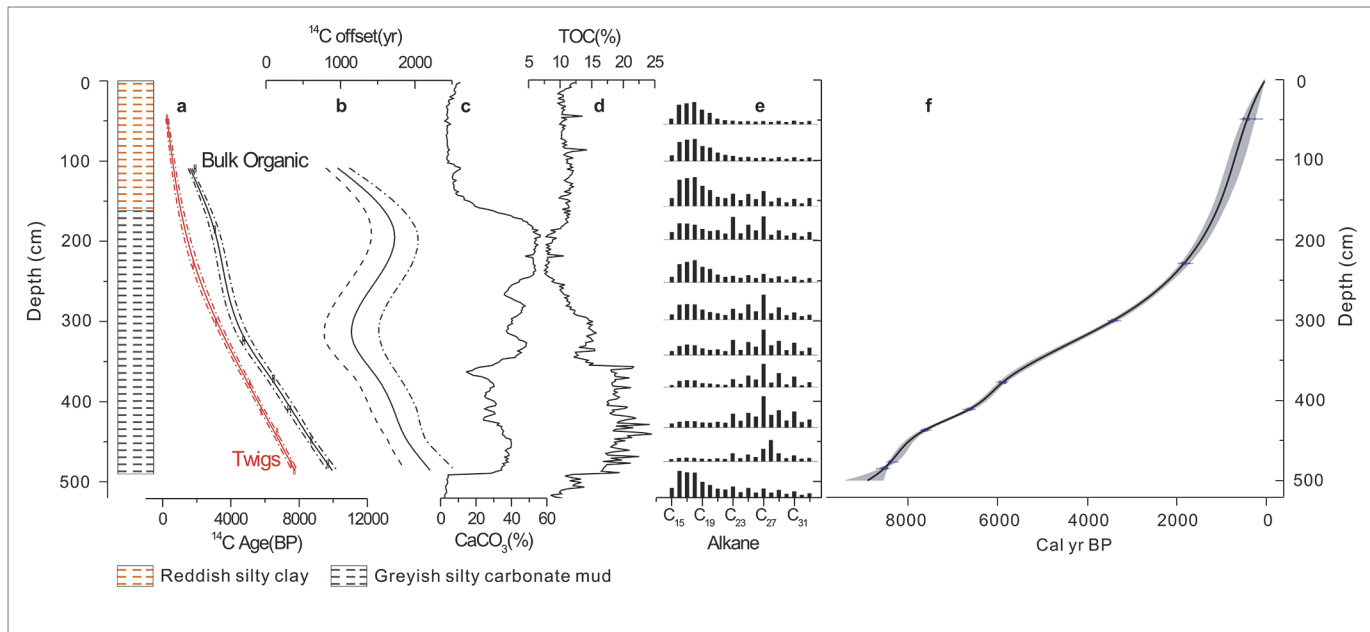 ¹⁴C offset(yr)
TOC(%)
0 1000 2000
5 10 15 20 25
0 100 200 300 400 500
Depth (cm)
a
b
c
d
e
f
Bulk Organic
Twigs
0 100 200 300 400 500
Depth (cm)
0 4000 8000 12000
¹⁴C Age(BP)
0 20 40 60
CaCO₃(%)
C₁₅ C₁₉ C₂₃ C₂₇ C₃₁
Alkane
8000 6000 4000 2000 0
Cal yr BP
Reddish silty clay
Greyish silty carbonate mud